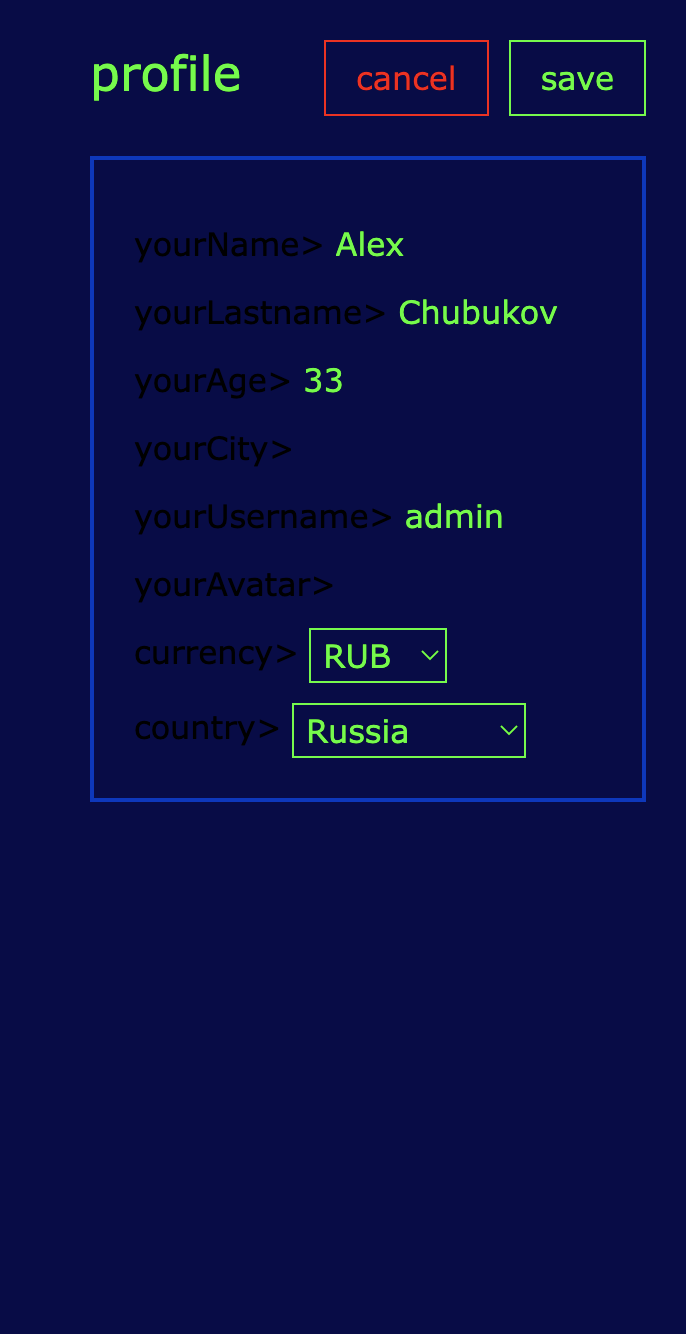 profile cancel save
yourName> Alex
yourLastname> Chubukov
yourAge> 33
yourCity>
yourUsername> admin
yourAvatar>
currency> RUB
country> Russia